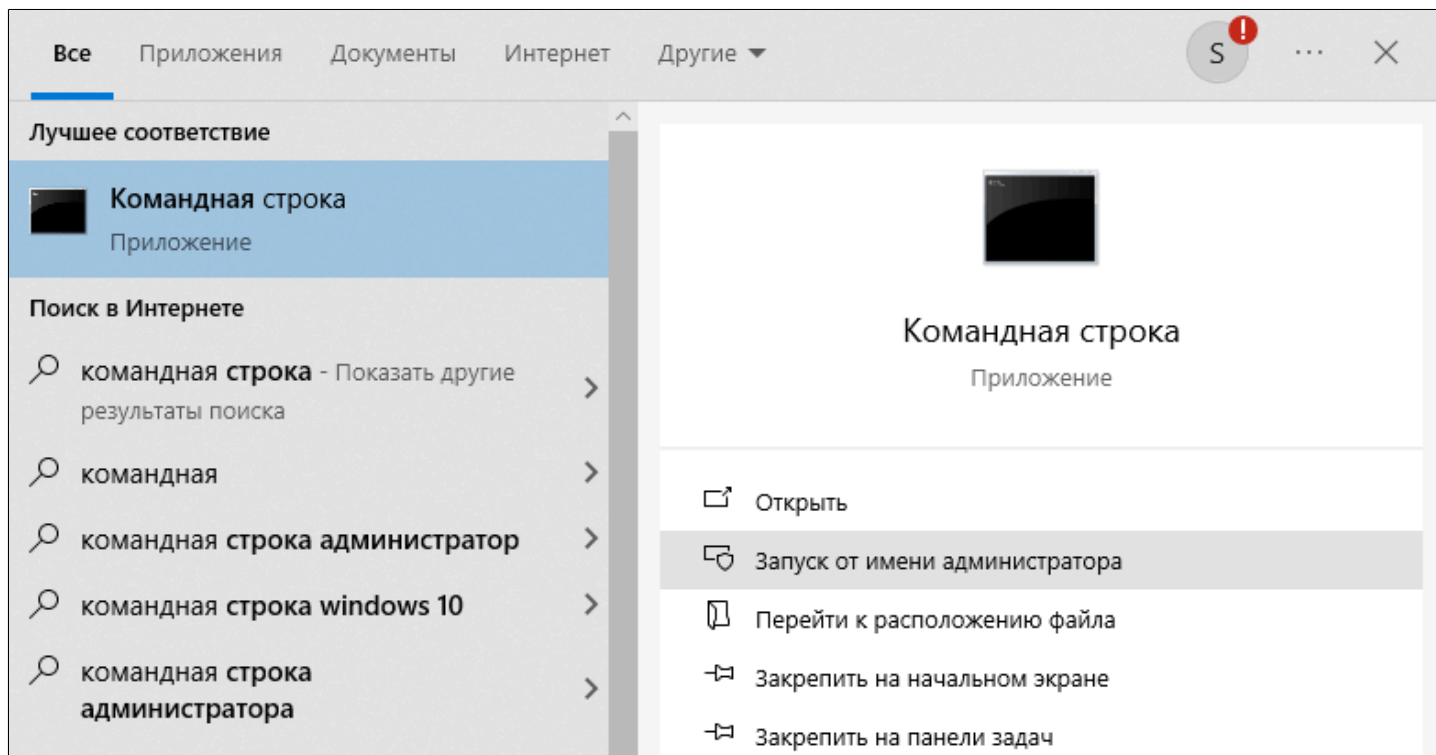 Все Приложения Документы Интернет Другие S !
Лучшее соответствие
Командная строка
Приложение
Поиск в Интернете
командная строка - Показать другие
результаты поиска
командная
командная строка администратор
командная строка windows 10
командная строка
администратора
Командная строка
Приложение
Открыть
Запуск от имени администратора
Перейти к расположению файла
Закрепить на начальном экране
Закрепить на панели задач